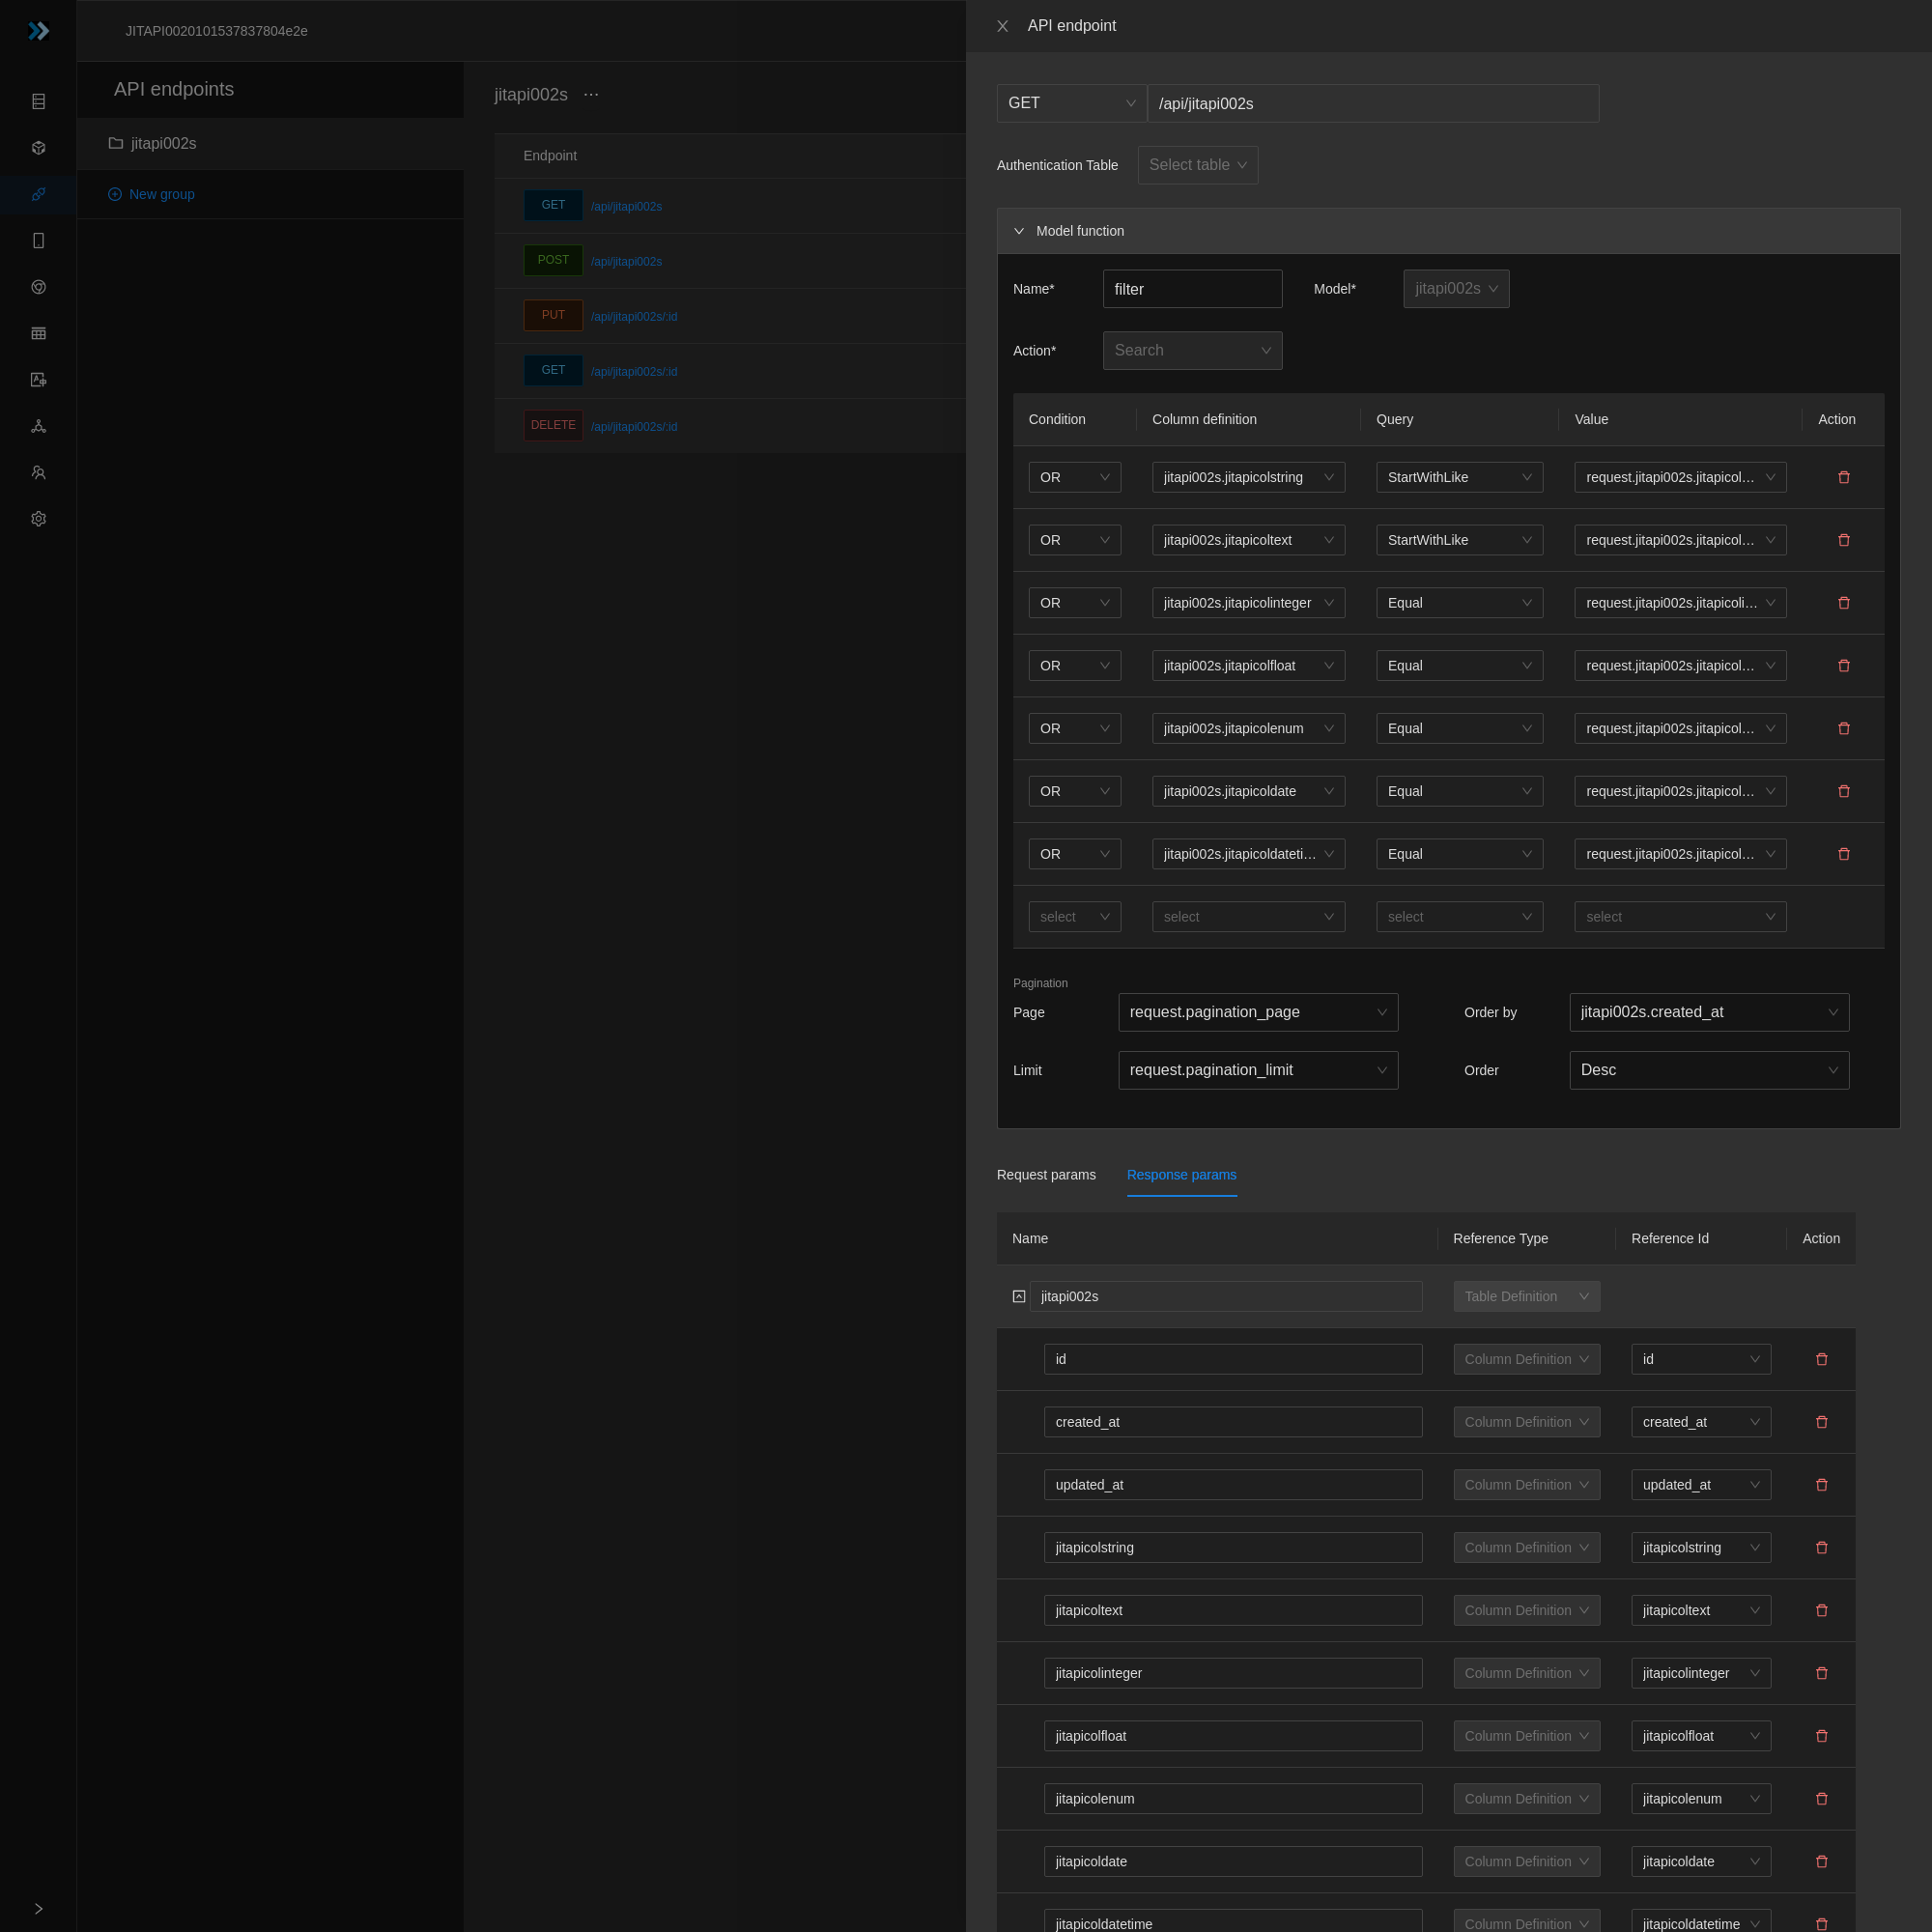 JITAPI0020101537837804e2e
API endpoints
jitapi002s
New group
jitapi002s ···
Endpoint
GET /api/jitapi002s
POST /api/jitapi002s
PUT /api/jitapi002s/:id
GET /api/jitapi002s/:id
DELETE /api/jitapi002s/:id
API endpoint
GET /api/jitapi002s
Authentication Table Select table
Model function
Name* filter Model* jitapi002s
Action* Search
Condition Column definition Query Value Action
OR jitapi002s.jitapicolstring StartWithLike request.jitapi002s.jitapicol…
OR jitapi002s.jitapicoltext StartWithLike request.jitapi002s.jitapicol…
OR jitapi002s.jitapicolinteger Equal request.jitapi002s.jitapicoli…
OR jitapi002s.jitapicolfloat Equal request.jitapi002s.jitapicol…
OR jitapi002s.jitapicolenum Equal request.jitapi002s.jitapicol…
OR jitapi002s.jitapicoldate Equal request.jitapi002s.jitapicol…
OR jitapi002s.jitapicoldateti… Equal request.jitapi002s.jitapicol…
select select select select
Pagination
Page request.pagination_page Order by jitapi002s.created_at
Limit request.pagination_limit Order Desc
Request params Response params
Name Reference Type Reference Id Action
jitapi002s Table Definition
id Column Definition id
created_at Column Definition created_at
updated_at Column Definition updated_at
jitapicolstring Column Definition jitapicolstring
jitapicoltext Column Definition jitapicoltext
jitapicolinteger Column Definition jitapicolinteger
jitapicolfloat Column Definition jitapicolfloat
jitapicolenum Column Definition jitapicolenum
jitapicoldate Column Definition jitapicoldate
jitapicoldatetime Column Definition jitapicoldatetime